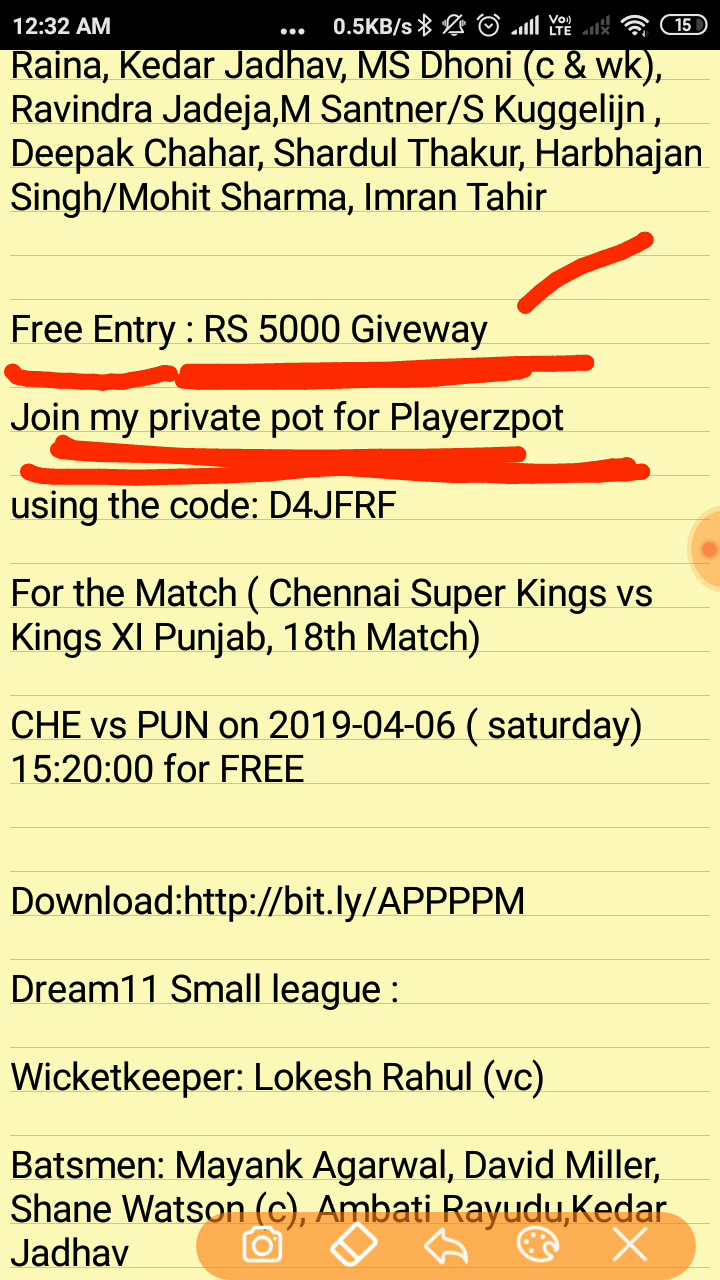 12:32 AM ... 0.5KB/s Vo)) LTE 15
Raina, Kedar Jadhav, MS Dhoni (c & wk),
Ravindra Jadeja,M Santner/S Kuggelijn ,
Deepak Chahar, Shardul Thakur, Harbhajan
Singh/Mohit Sharma, Imran Tahir
Free Entry : RS 5000 Giveway
Join my private pot for Playerzpot
using the code: D4JFRF
For the Match ( Chennai Super Kings vs
Kings XI Punjab, 18th Match)
CHE vs PUN on 2019-04-06 ( saturday)
15:20:00 for FREE
Download:http://bit.ly/APPPPM
Dream11 Small league :
Wicketkeeper: Lokesh Rahul (vc)
Batsmen: Mayank Agarwal, David Miller,
Shane Watson (c), Ambati Rayudu,Kedar
Jadhav